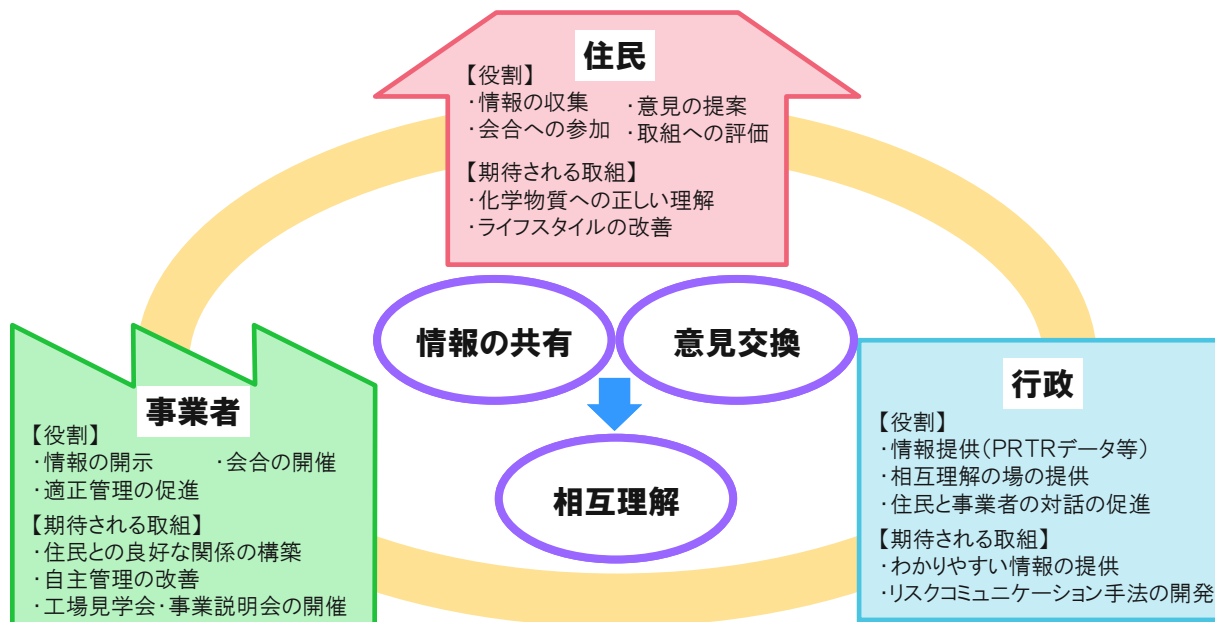 住民
【役割】
・情報の収集 ・意見の提案
・会合への参加 ・取組への評価
【期待される取組】
・化学物質への正しい理解
・ライフスタイルの改善
情報の共有
意見交換
相互理解
事業者
【役割】
・情報の開示 ・会合の開催
・適正管理の促進
【期待される取組】
・住民との良好な関係の構築
・自主管理の改善
・工場見学会・事業説明会の開催
行政
【役割】
・情報提供(PRTRデータ等)
・相互理解の場の提供
・住民と事業者の対話の促進
【期待される取組】
・わかりやすい情報の提供
・リスクコミュニケーション手法の開発